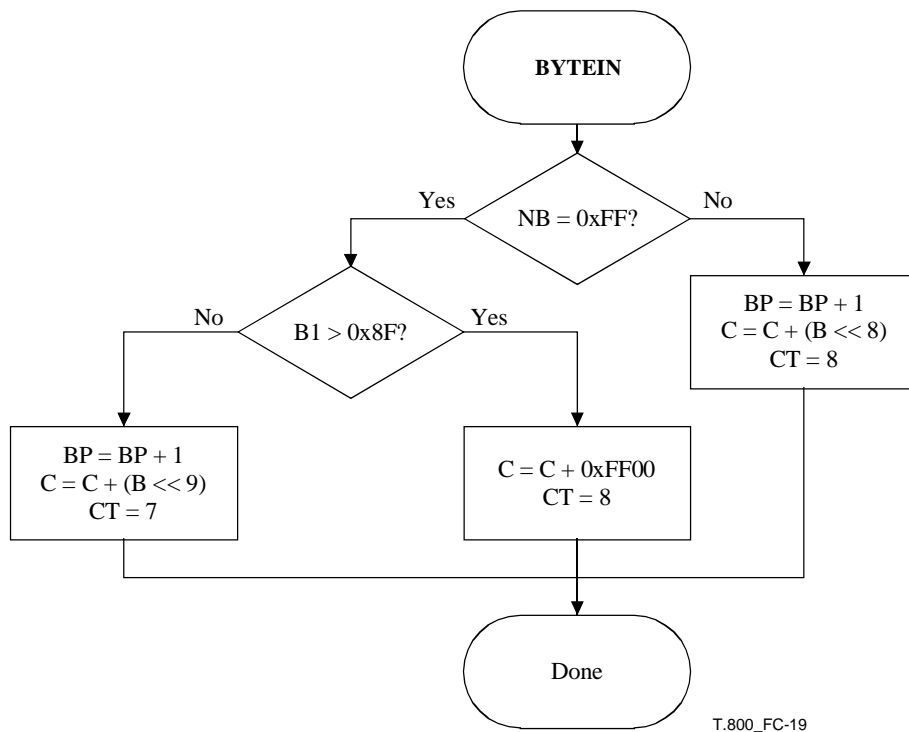 BYTEIN
Yes
No
NB = 0xFF?
BP = BP + 1
C = C + (B << 8)
CT = 8
No
Yes
B1 > 0x8F?
BP = BP + 1
C = C + (B << 9)
CT = 7
C = C + 0xFF00
CT = 8
Done
T.800_FC-19